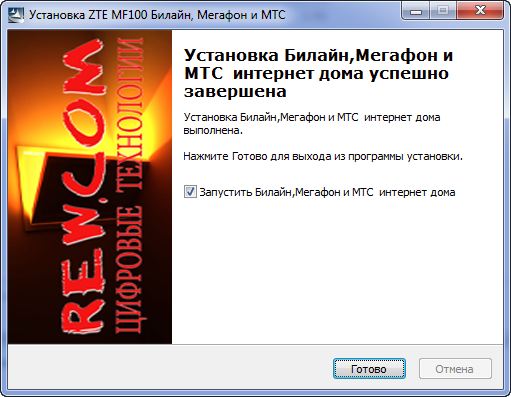 Установка ZTE MF100 Билайн, Мегафон и МТС
REW.COM
ЦИФРОВЫЕ ТЕХНОЛОГИИ
Установка Билайн,Мегафон и
МТС интернет дома успешно
завершена
Установка Билайн,Мегафон и МТС интернет дома
выполнена.
Нажмите Готово для выхода из программы установки.
Запустить Билайн,Мегафон и МТС интернет дома
Готово
Отмена